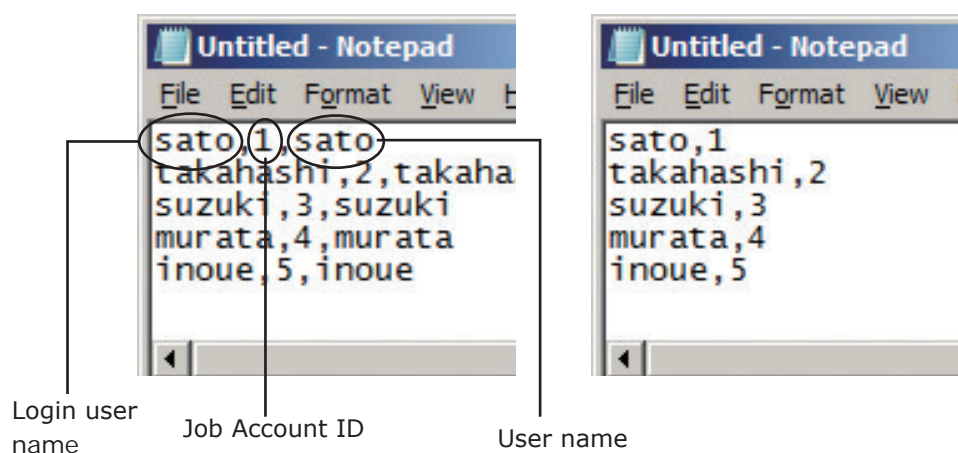 Untitled - Notepad
File Edit Format View
sato,1,sato
takahashi,2,takaha
suzuki,3,suzuki
murata,4,murata
inoue,5,inoue
Login user
name
Job Account ID
User name
Untitled - Notepad
File Edit Format View
sato,1
takahashi,2
suzuki,3
murata,4
inoue,5